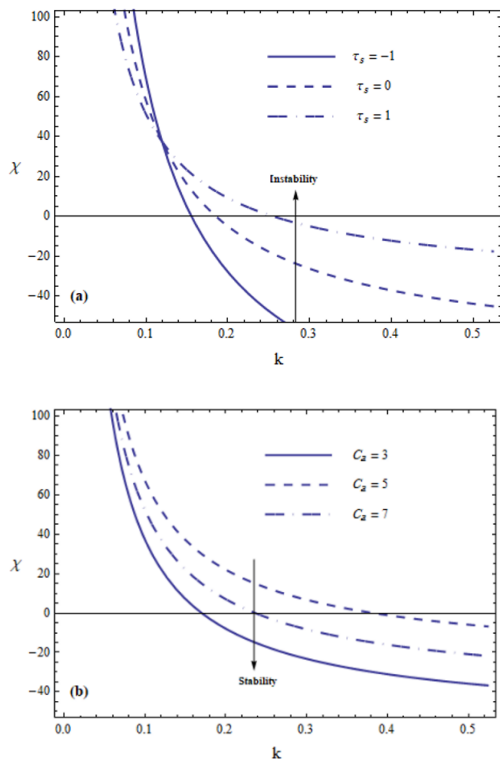 100
80
60
40
20
0
−20
−40
χ
τs = −1
τs = 0
τs = 1
Instability
(a)
0.0 0.1 0.2 0.3 0.4 0.5
k
100
80
60
40
20
0
−20
−40
χ
Ca = 3
Ca = 5
Ca = 7
Stability
(b)
0.0 0.1 0.2 0.3 0.4 0.5
k